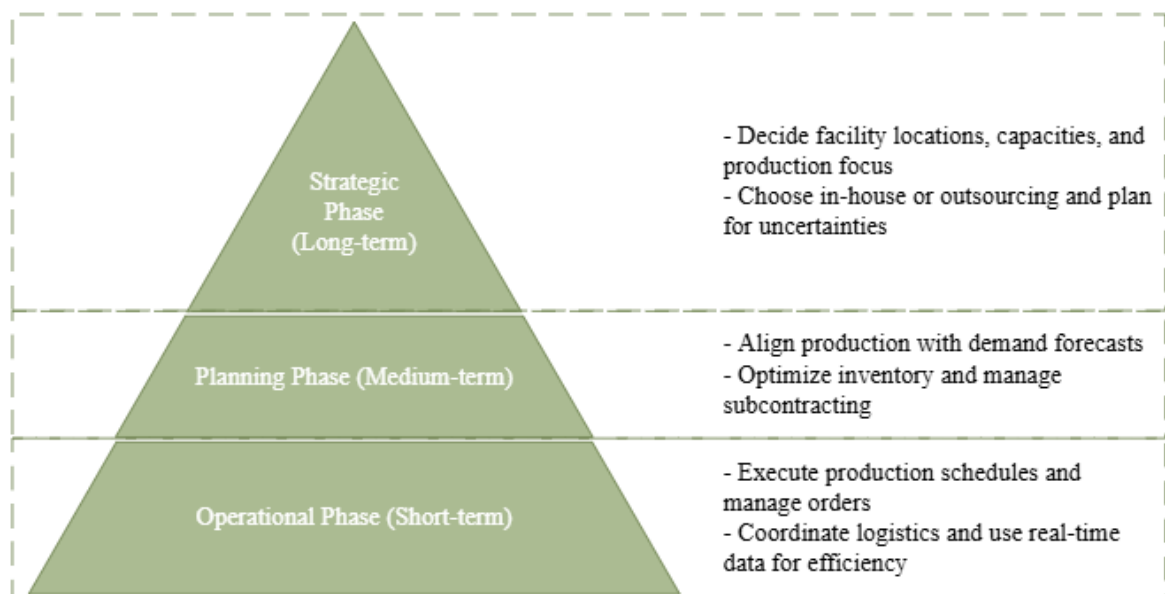 Strategic
Phase
(Long-term)
- Decide facility locations, capacities, and
production focus
- Choose in-house or outsourcing and plan
for uncertainties
Planning Phase (Medium-term)
- Align production with demand forecasts
- Optimize inventory and manage
subcontracting
Operational Phase (Short-term)
- Execute production schedules and
manage orders
- Coordinate logistics and use real-time
data for efficiency